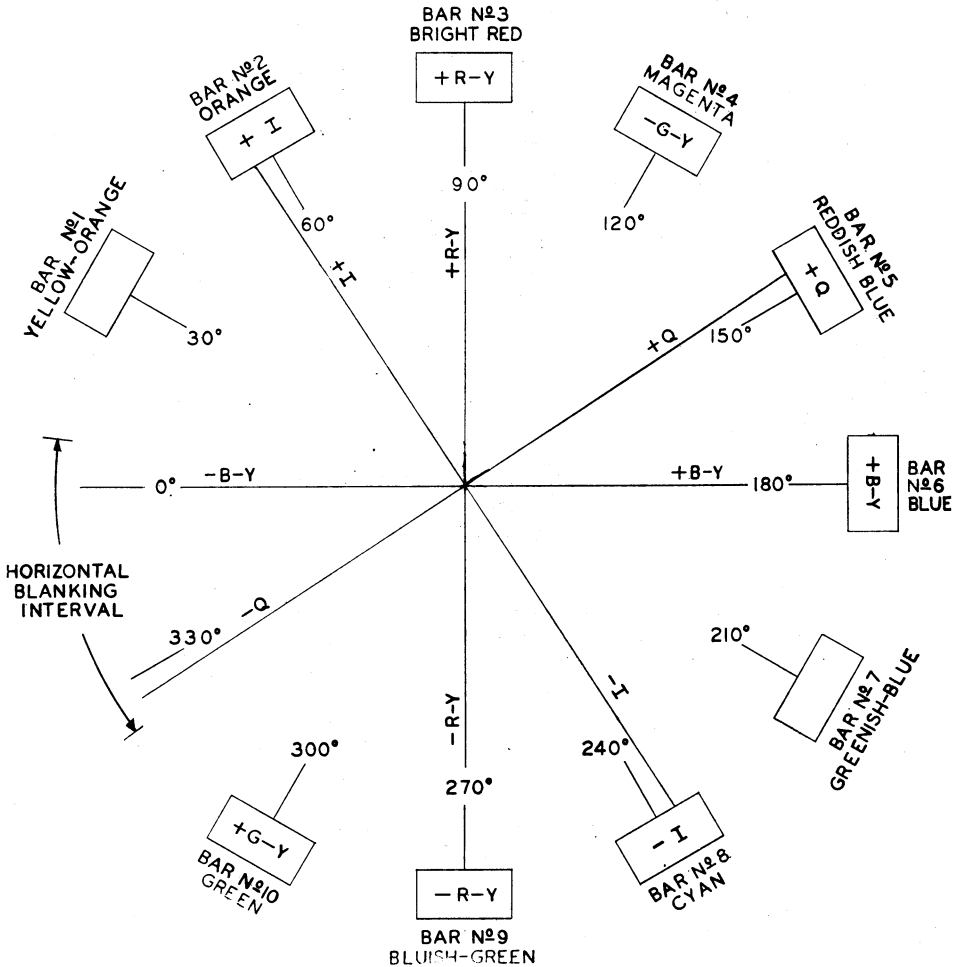 BAR Nº3
BRIGHT RED
+R-Y
90°
+R-Y
BAR Nº2
ORANGE
+ I
60°
+I
BAR Nº1
YELLOW-ORANGE
30°
BAR Nº4
MAGENTA
-G-Y
120°
BAR Nº5
REDDISH BLUE
+Q
150°
+Q
0°
-B-Y
+B-Y
180°
+B-Y
BAR
Nº6
BLUE
HORIZONTAL
BLANKING
INTERVAL
330°
-Q
210°
BAR Nº7
GREENISH-BLUE
-I
240°
- I
BAR Nº8
CYAN
-R-Y
270°
-R-Y
BAR Nº9
BLUISH-GREEN
300°
+G-Y
BAR Nº10
GREEN